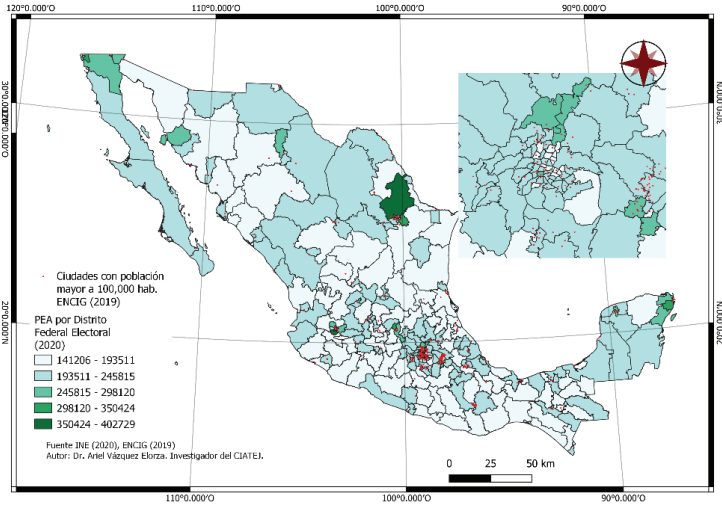 120°0.000'O
110°0.000'O
100°0.000'O
90°0.000'O
30°0.000'
20°0.000'O
20°0.000'N
Ciudades con población
mayor a 100,000 hab.
ENCIG (2019)
PEA por Distrito
Federal Electoral
(2020)
141206 - 193511
193511 - 245815
245815 - 298120
298120 - 350424
350424 - 402729
Fuente INE (2020), ENCIG (2019)
Autor: Dr. Ariel Vázquez Elorza. Investigador del CIATEJ.
0 25 50 km
110°0.000'O
100°0.000'O
90°0.000'O